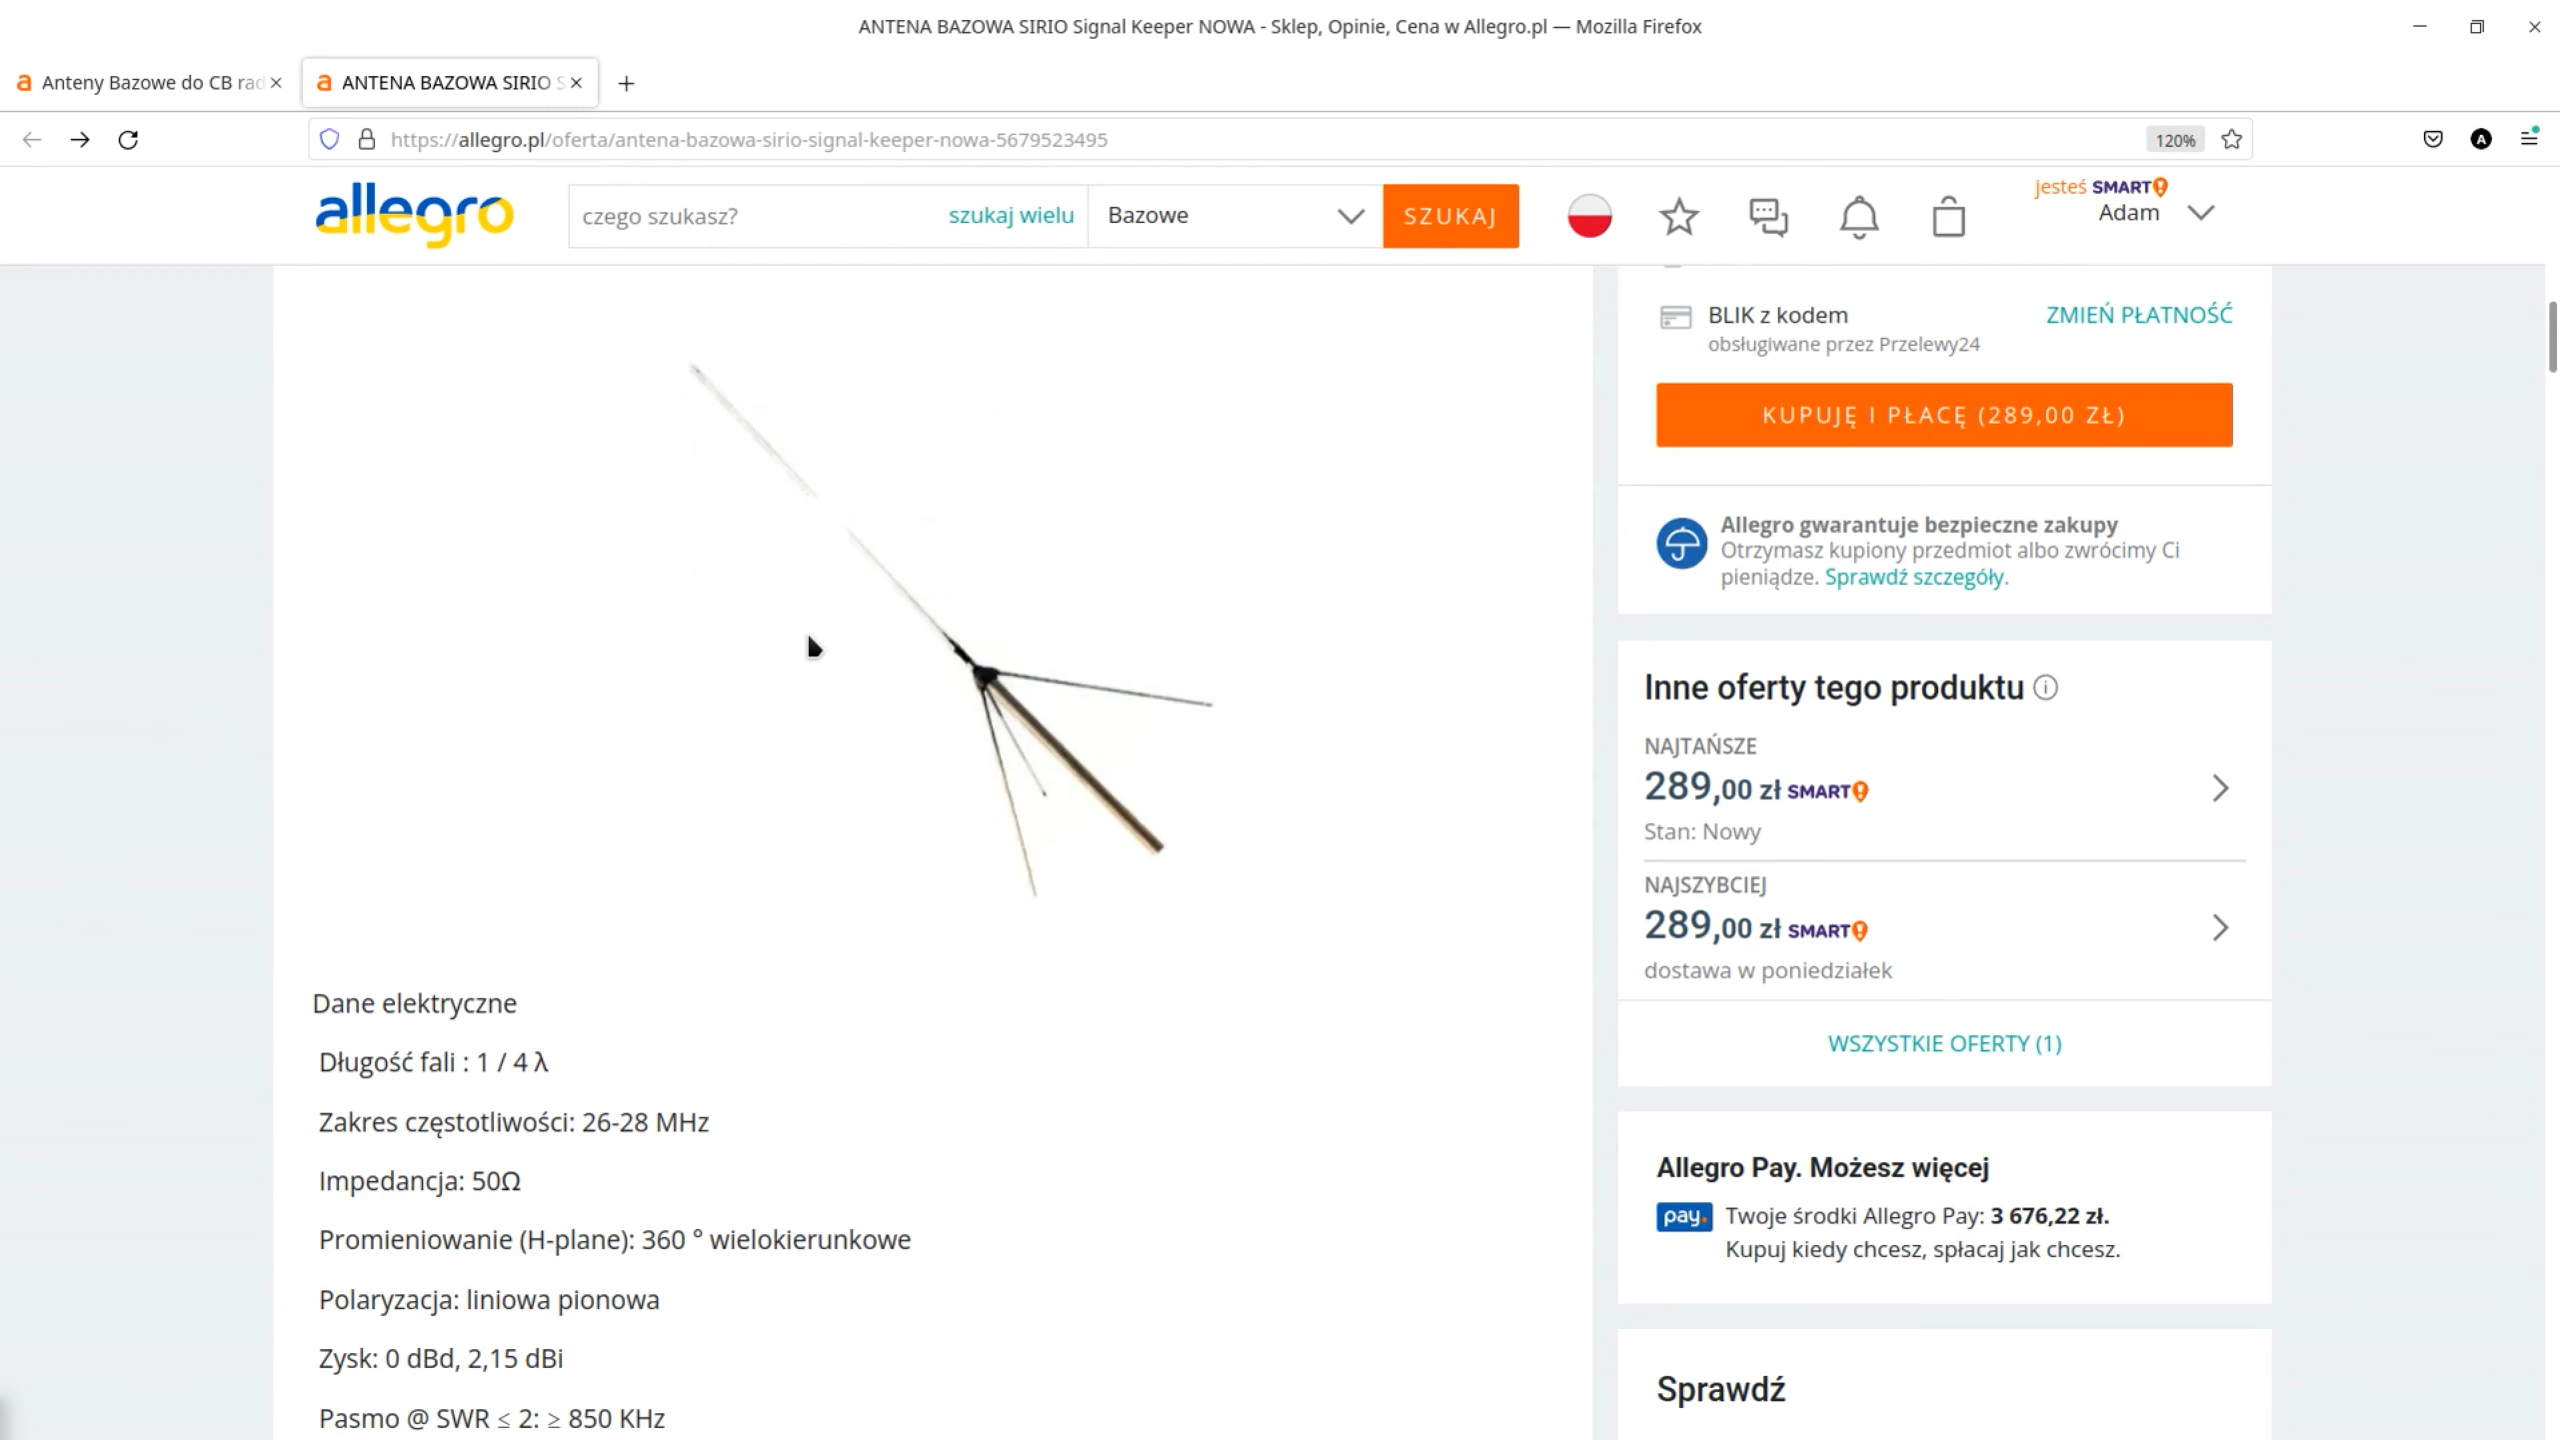 ANTENA BAZOWA SIRIO Signal Keeper NOWA - Sklep, Opinie, Cena w Allegro.pl — Mozilla Firefox
Anteny Bazowe do CB rad
ANTENA BAZOWA SIRIO S
https://allegro.pl/oferta/antena-bazowa-sirio-signal-keeper-nowa-5679523495
120%
A
allegro
czego szukasz?
szukaj wielu
Bazowe
SZUKAJ
jesteś SMART!
Adam
BLIK z kodem
ZMIEŃ PŁATNOŚĆ
obsługiwane przez Przelewy24
KUPUJĘ I PŁACĘ (289,00 ZŁ)
Allegro gwarantuje bezpieczne zakupy
Otrzymasz kupiony przedmiot albo zwrócimy Ci
pieniądze. Sprawdź szczegóły.
Inne oferty tego produktu
NAJTAŃSZE
289,00 zł SMART!
Stan: Nowy
NAJSZYBCIEJ
289,00 zł SMART!
dostawa w poniedziałek
WSZYSTKIE OFERTY (1)
Allegro Pay. Możesz więcej
pay. Twoje środki Allegro Pay: 3 676,22 zł.
Kupuj kiedy chcesz, spłacaj jak chcesz.
Sprawdź
Dane elektryczne
Długość fali : 1 / 4 λ
Zakres częstotliwości: 26-28 MHz
Impedancja: 50Ω
Promieniowanie (H-plane): 360 ° wielokierunkowe
Polaryzacja: liniowa pionowa
Zysk: 0 dBd, 2,15 dBi
Pasmo @ SWR ≤ 2: ≥ 850 KHz